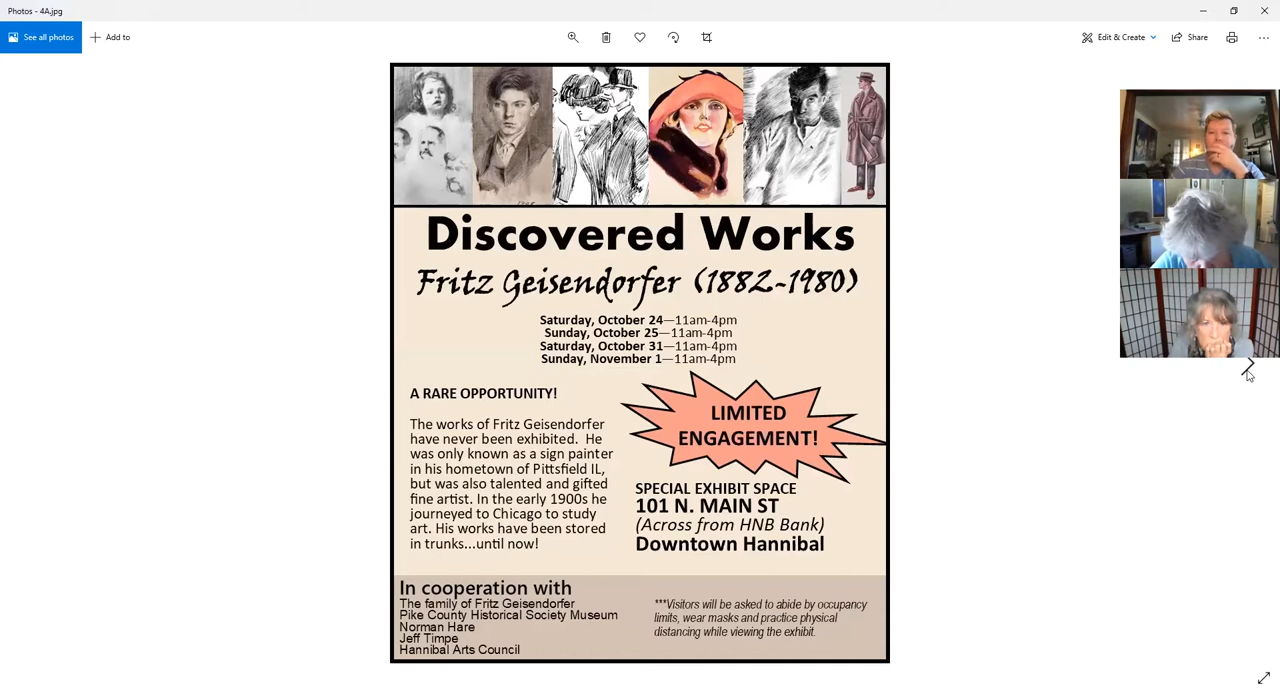 Photos - 4A.jpg
See all photos
Add to
Edit & Create
Share
Discovered Works
Fritz Geisendorfer (1882-1980)
Saturday, October 24—11am-4pm
Sunday, October 25—11am-4pm
Saturday, October 31—11am-4pm
Sunday, November 1—11am-4pm
A RARE OPPORTUNITY!
The works of Fritz Geisendorfer
have never been exhibited. He
was only known as a sign painter
in his hometown of Pittsfield IL,
but was also talented and gifted
fine artist. In the early 1900s he
journeyed to Chicago to study
art. His works have been stored
in trunks...until now!
LIMITED
ENGAGEMENT!
SPECIAL EXHIBIT SPACE
101 N. MAIN ST
(Across from HNB Bank)
Downtown Hannibal
In cooperation with
The family of Fritz Geisendorfer
Pike County Historical Society Museum
Norman Hare
Jeff Timpe
Hannibal Arts Council
***Visitors will be asked to abide by occupancy
limits, wear masks and practice physical
distancing while viewing the exhibit.